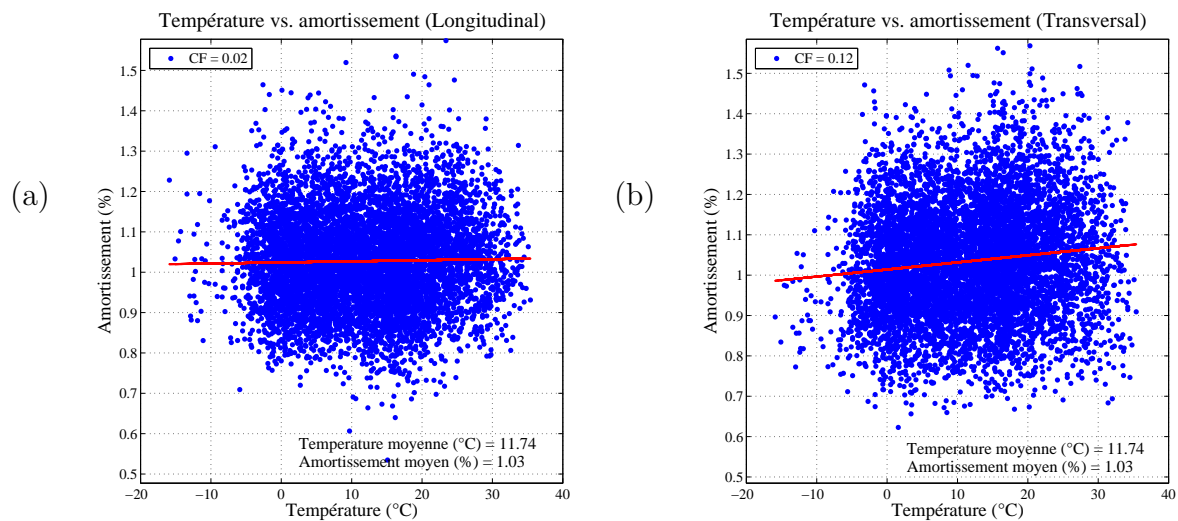 Température vs. amortissement (Longitudinal)
CF = 0.02
1.5
1.4
1.3
1.2
1.1
1
0.9
0.8
0.7
0.6
0.5
Amortissement (%)
(a)
Temperature moyenne (°C) = 11.74
Amortissement moyen (%) = 1.03
−20 −10 0 10 20 30 40
Température (°C)
Température vs. amortissement (Transversal)
CF = 0.12
1.5
1.4
1.3
1.2
1.1
1
0.9
0.8
0.7
0.6
0.5
Amortissement (%)
(b)
Temperature moyenne (°C) = 11.74
Amortissement moyen (%) = 1.03
−20 −10 0 10 20 30 40
Température (°C)